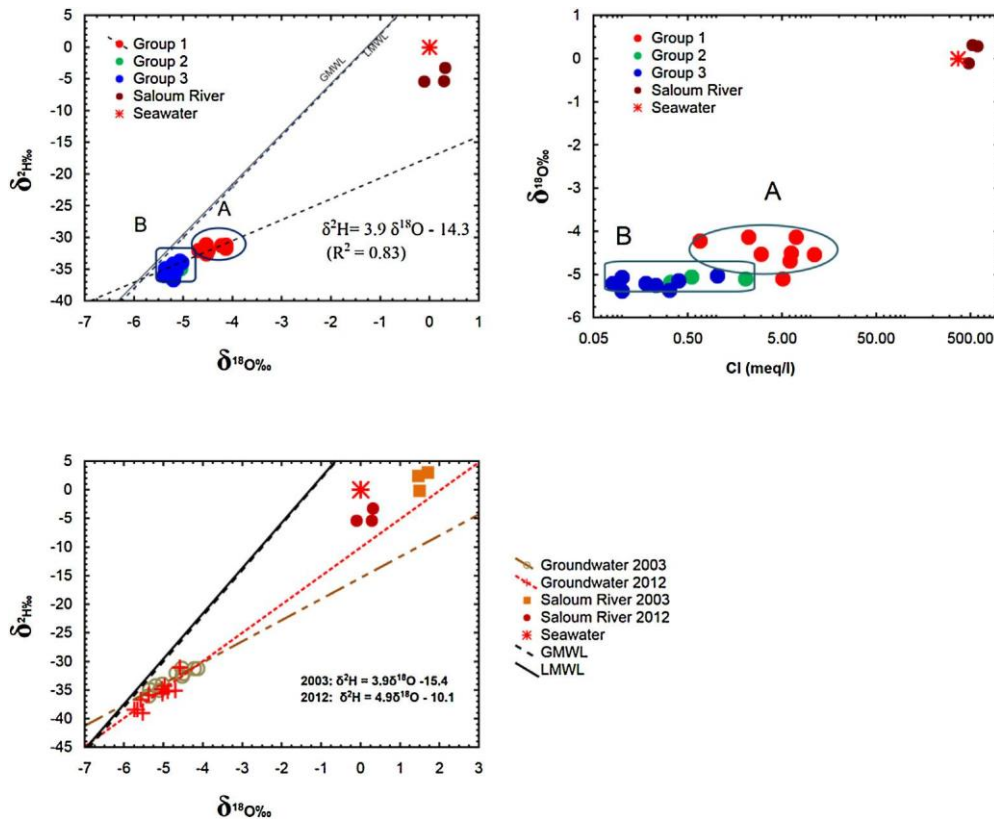 5
0
-5
-10
-15
-20
-25
-30
-35
-40
δ²H‰
Group 1
Group 2
Group 3
Saloum River
Seawater
GMWL
LMWL
B
A
δ²H= 3.9 δ¹⁸O - 14.3
(R² = 0.83)
-7 -6 -5 -4 -3 -2 -1 0 1
δ¹⁸O‰
1
0
-1
-2
-3
-4
-5
-6
δ¹⁸O‰
Group 1
Group 2
Group 3
Saloum River
Seawater
A
B
0.05 0.50 5.00 50.00 500.00
Cl (meq/l)
5
0
-5
-10
-15
-20
-25
-30
-35
-40
-45
δ²H‰
2003: δ²H = 3.9δ¹⁸O -15.4
2012: δ²H = 4.9δ¹⁸O - 10.1
-7 -6 -5 -4 -3 -2 -1 0 1 2 3
δ¹⁸O‰
Groundwater 2003
Groundwater 2012
Saloum River 2003
Saloum River 2012
Seawater
GMWL
LMWL